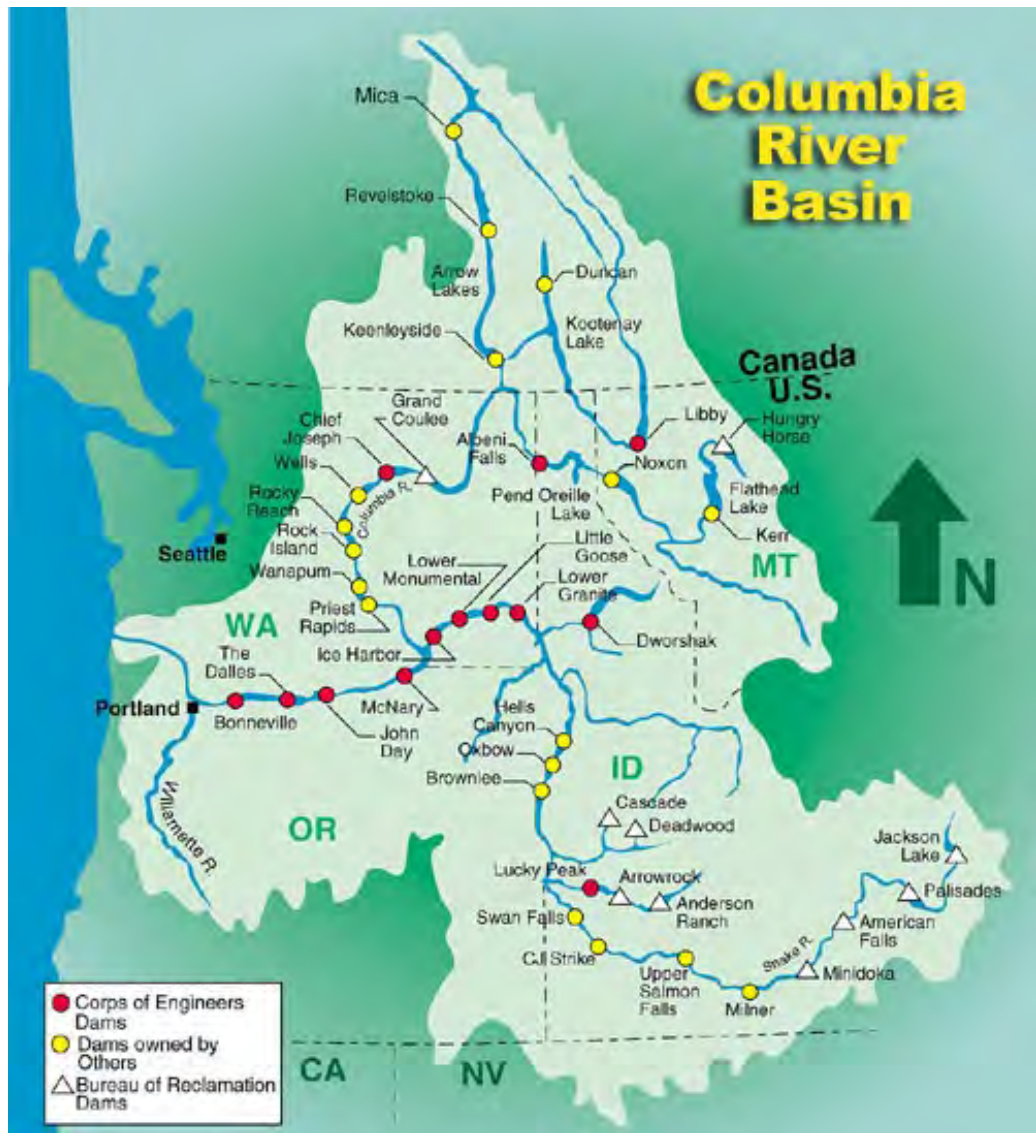 Columbia
River
Basin
Mica
Revelstoke
Arrow
Lakes
Duncan
Kootenay
Lake
Keenleyside
Canada
U.S.
Grand
Coulee
Chief
Joseph
Wells
Rocky
Reach
Rock
Island
Wanapum
Priest
Rapids
Columbia R.
Albeni
Falls
Libby
Hungry
Horse
Noxon
Pend Oreille
Lake
Flathead
Lake
Kerr
MT
N
Seattle
Little
Goose
Lower
Monumental
Lower
Granite
WA
Ice Harbor
Dworshak
The
Dalles
Portland
Bonneville
McNary
John
Day
Hells
Canyon
Oxbow
Brownlee
ID
Willamette R.
OR
Cascade
Deadwood
Jackson
Lake
Lucky Peak
Arrowrock
Palisades
Anderson
Ranch
American
Falls
Swan Falls
CJ Strike
Upper
Salmon
Falls
Snake R.
Minidoka
Milner
Corps of Engineers
Dams
Dams owned by
Others
Bureau of Reclamation
Dams
CA
NV